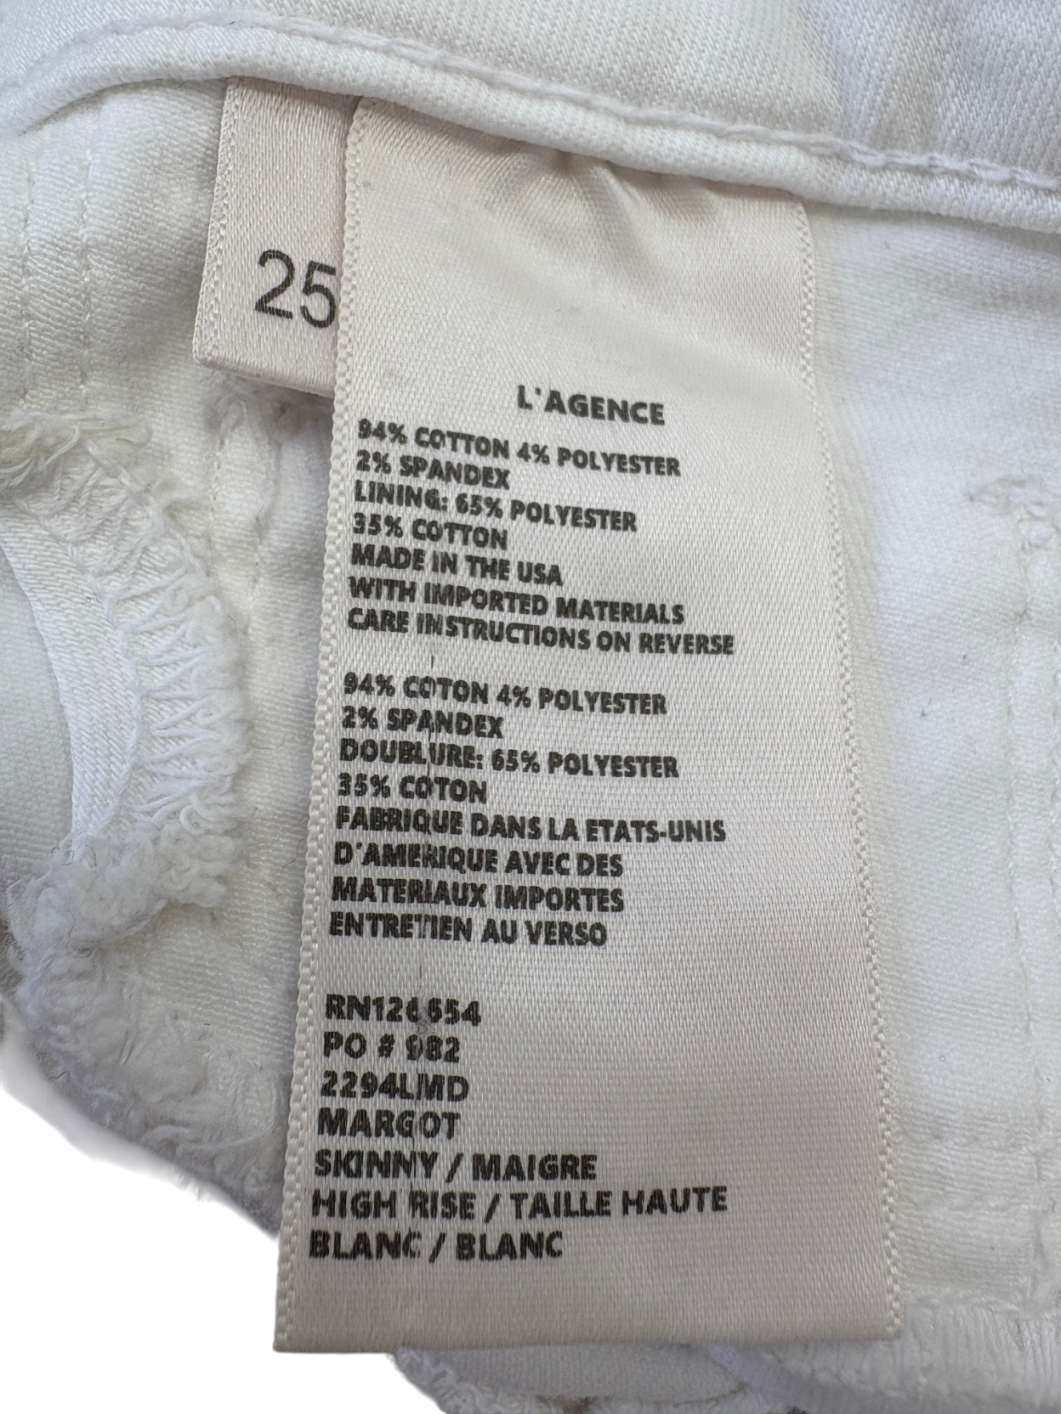 25
L'AGENCE
94% COTTON 4% POLYESTER
2% SPANDEX
LINING: 65% POLYESTER
35% COTTON
MADE IN THE USA
WITH IMPORTED MATERIALS
CARE INSTRUCTIONS ON REVERSE
94% COTON 4% POLYESTER
2% SPANDEX
DOUBLURE: 65% POLYESTER
35% COTON
FABRIQUE DANS LA ETATS-UNIS
D'AMERIQUE AVEC DES
MATERIAUX IMPORTES
ENTRETIEN AU VERSO
RN126654
PO # 982
2294LMD
MARGOT
SKINNY / MAIGRE
HIGH RISE / TAILLE HAUTE
BLANC / BLANC